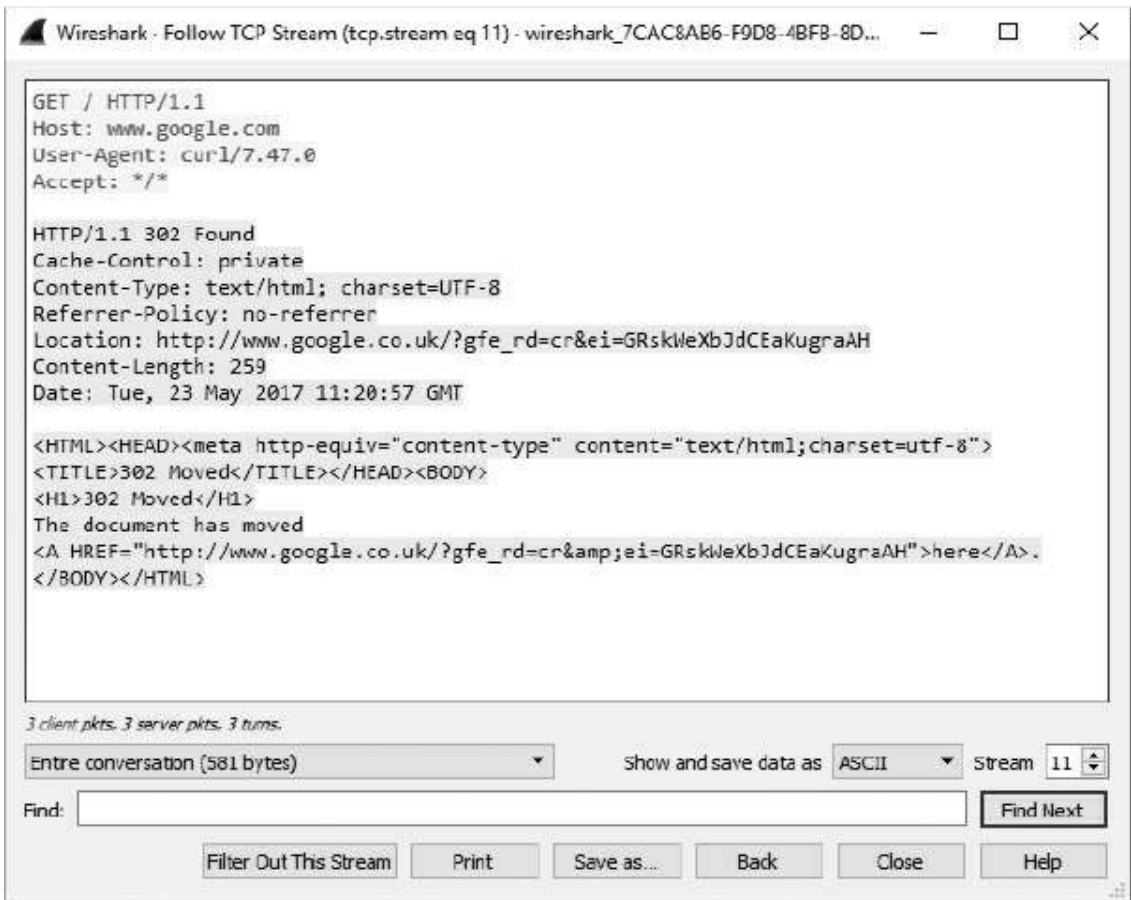 Wireshark · Follow TCP Stream (tcp.stream eq 11) · wireshark_7CAC8AB6-F9D8-4BFB-8D...
GET / HTTP/1.1
Host: www.google.com
User-Agent: curl/7.47.0
Accept: */*
HTTP/1.1 302 Found
Cache-Control: private
Content-Type: text/html; charset=UTF-8
Referrer-Policy: no-referrer
Location: http://www.google.co.uk/?gfe_rd=cr&ei=GRskWeXbJdCEaKugraAH
Content-Length: 259
Date: Tue, 23 May 2017 11:20:57 GMT
<HTML><HEAD><meta http-equiv="content-type" content="text/html;charset=utf-8">
<TITLE>302 Moved</TITLE></HEAD><BODY>
<H1>302 Moved</H1>
The document has moved
<A HREF="http://www.google.co.uk/?gfe_rd=cr&amp;ei=GRskWeXbJdCEaKugraAH">here</A>.
</BODY></HTML>
3 client pkts, 3 server pkts, 3 turns.
Entire conversation (581 bytes) Show and save data as ASCII Stream 11
Find: Find Next
Filter Out This Stream Print Save as... Back Close Help